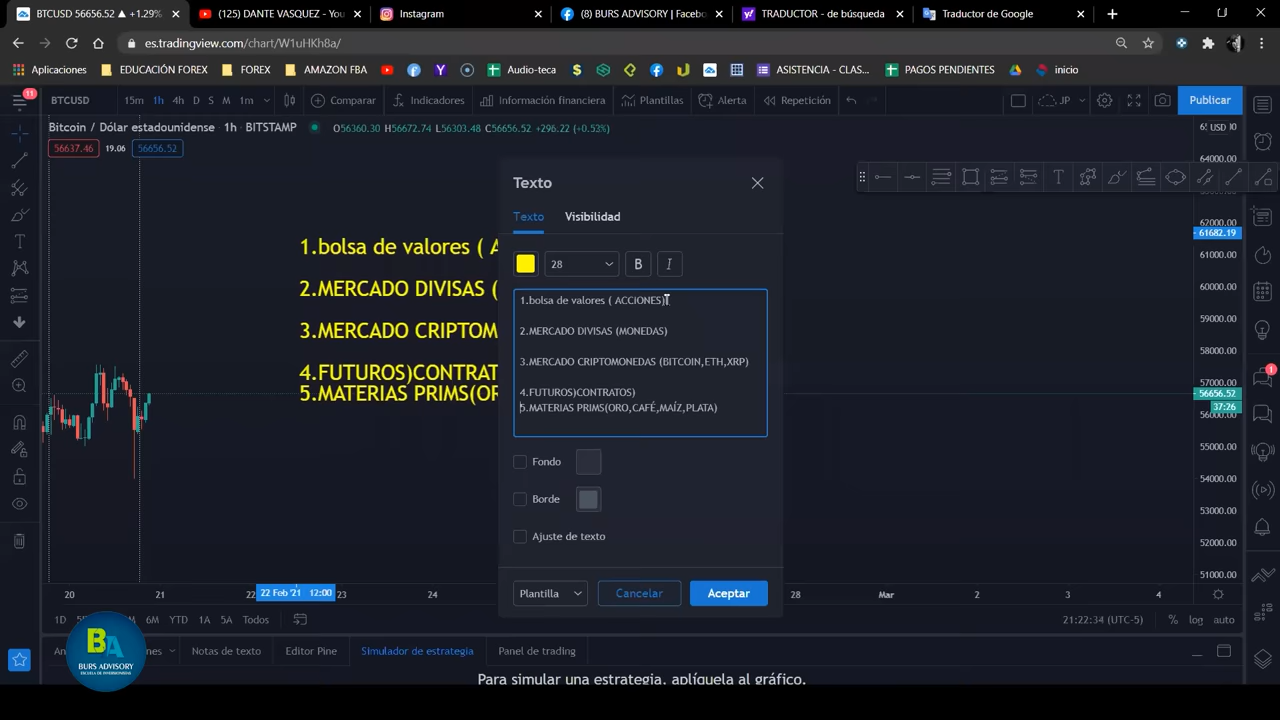 BTCUSD 56656.52 ▲ +1.29%
(125) DANTE VASQUEZ - You
Instagram
(8) BURS ADVISORY | Faceb
TRADUCTOR - de búsqueda
Traductor de Google
es.tradingview.com/chart/W1uHKh8a/
Aplicaciones
EDUCACIÓN FOREX
FOREX
AMAZON FBA
Audio-teca
ASISTENCIA - CLAS...
PAGOS PENDIENTES
inicio
11
BTCUSD
15m 1h 4h D S M 1m
Comparar
Indicadores
Información financiera
Plantillas
Alerta
Repetición
JP
Publicar
Bitcoin / Dólar estadounidense · 1h · BITSTAMP
O56360.30 H56672.74 L56303.48 C56656.52 +296.22 (+0.53%)
USD
56637.46 19.06 56656.52
64000.00
62000.00
61682.19
60000.00
59000.00
58000.00
57000.00
56656.52
37:26
55000.00
54000.00
53000.00
52000.00
51000.00
1.bolsa de valores ( A
2.MERCADO DIVISAS (
3.MERCADO CRIPTOM
4.FUTUROS)CONTRAT
5.MATERIAS PRIMS(OR
Texto
Texto Visibilidad
28 B I
1.bolsa de valores ( ACCIONES)
2.MERCADO DIVISAS (MONEDAS)
3.MERCADO CRIPTOMONEDAS (BITCOIN,ETH,XRP)
4.FUTUROS)CONTRATOS)
5.MATERIAS PRIMS(ORO,CAFÉ,MAÍZ,PLATA)
Fondo
Borde
Ajuste de texto
Plantilla
Cancelar
Aceptar
20 21 22 22 Feb '21 12:00 23 24 28 Mar 2 3 4
1D 6M YTD 1A 5A Todos
21:22:34 (UTC-5) % log auto
Notas de texto
Editor Pine
Simulador de estrategia
Panel de trading
BA
BURS ADVISORY
ESCUELA DE INVERSIONISTAS
Para simular una estrategia, aplíquela al gráfico.
1